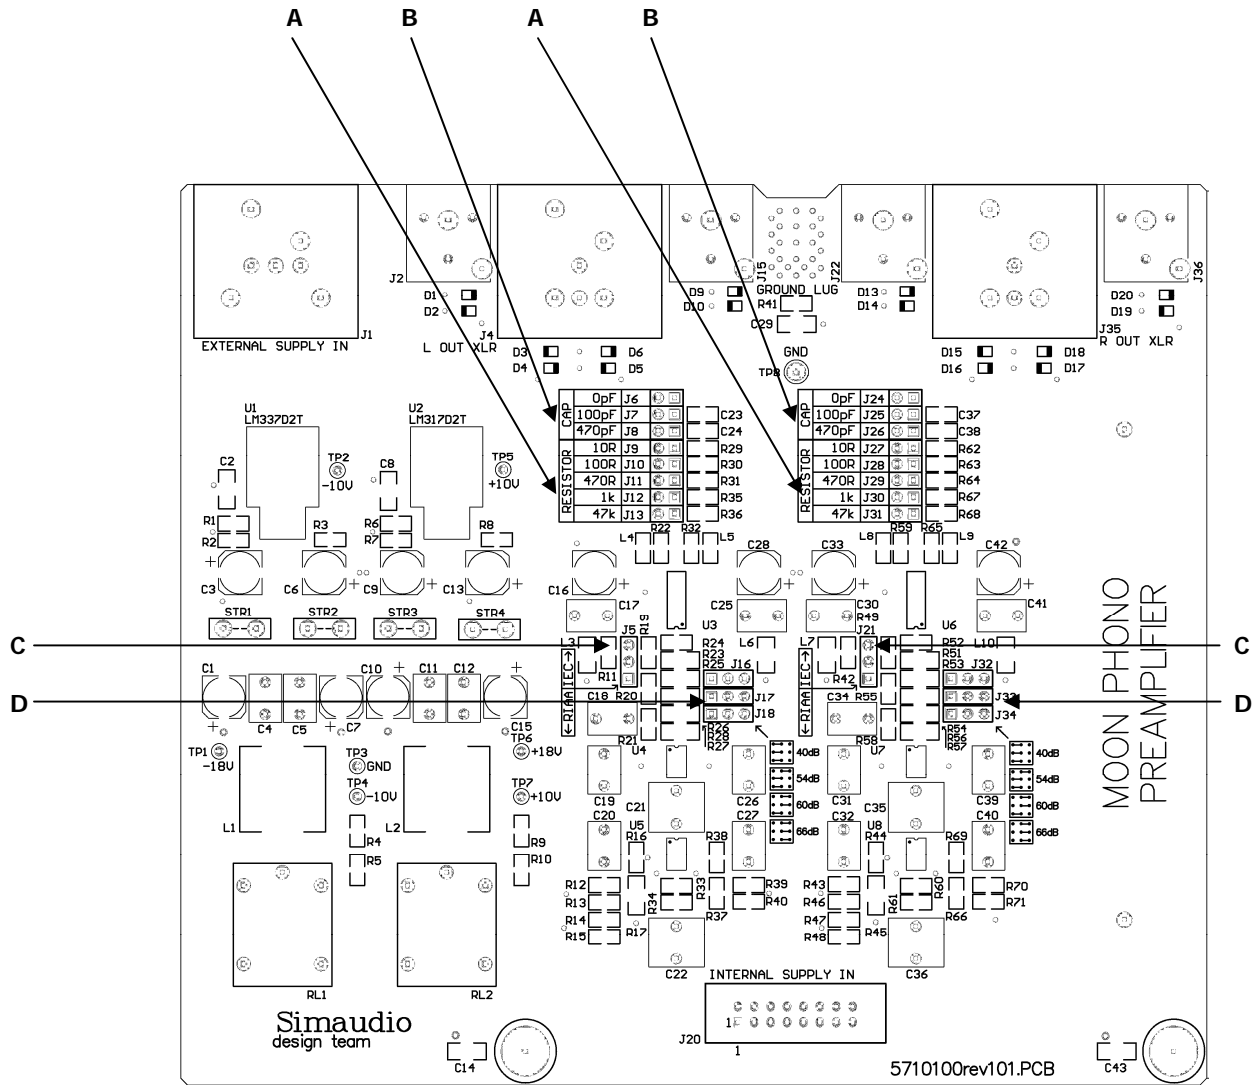 A B A B
J2 J15 J22 J36
D1 D2 D9 D10 GROUND LUG R41 C29 D13 D14 D20 D19
J1 J4 J35
EXTERNAL SUPPLY IN
L OUT XLR
R OUT XLR
D3 D6
D4 D5
GND
TP8
D15 D18
D16 D17
CAP
0pF J6
100pF J7 C23
470pF J8 C24
RESISTOR
10R J9 R29
100R J10 R30
470R J11 R31
1k J12 R35
47k J13 R36
CAP
0pF J24
100pF J25 C37
470pF J26 C38
RESISTOR
10R J27 R62
100R J28 R63
470R J29 R64
1k J30 R67
47k J31 R68
U1
LM337D2T
U2
LM317D2T
C2 TP2 -10V C8 TP5 +10V
R1 R3 R6 R8
R2 R7
L4 R22 R32 L5 L8 R59 R65 L9
C3 C6 C9 C13 C16 C28 C33 C42
+ + + + + + + +
C17 C25 C30 C41
STR1 STR2 STR3 STR4
R49
C C
L3 J5 R19 U3 R24 R23 R25 L6 L7 J21 U6 R52 R51 R53 L10
←RIAA IEC→ R11 J16 ←RIAA IEC→ R42 J32
D D
C1 C10 C11 C12 C18 R20 J17 C34 R55 J33
C4 C5 C7 C15 R21 J18 R58 J34
+ + + +
R26 R28 R27
R54 R56 R57
TP1 -18V TP3 GND TP6 +18V U4 U7
40dB 40dB
TP4 -10V TP7 +10V
54dB 54dB
C19 C21 C26 C31 C35 C39
60dB 60dB
L1 L2 C20 U5 C27 C32 U8 C40
66dB 66dB
R4 R9 R16 R38 R44 R69
R5 R10
R12 R33 R39 R43 R60 R70
R13 R34 R40 R46 R61 R71
R14 R17 R37 R47 R45 R66
R15 R48
C22 C36
RL1 RL2
INTERNAL SUPPLY IN
1
J20 1
Simaudio
design team
C14 C43
5710100rev101.PCB
MOON PHONO
PREAMPLIFIER